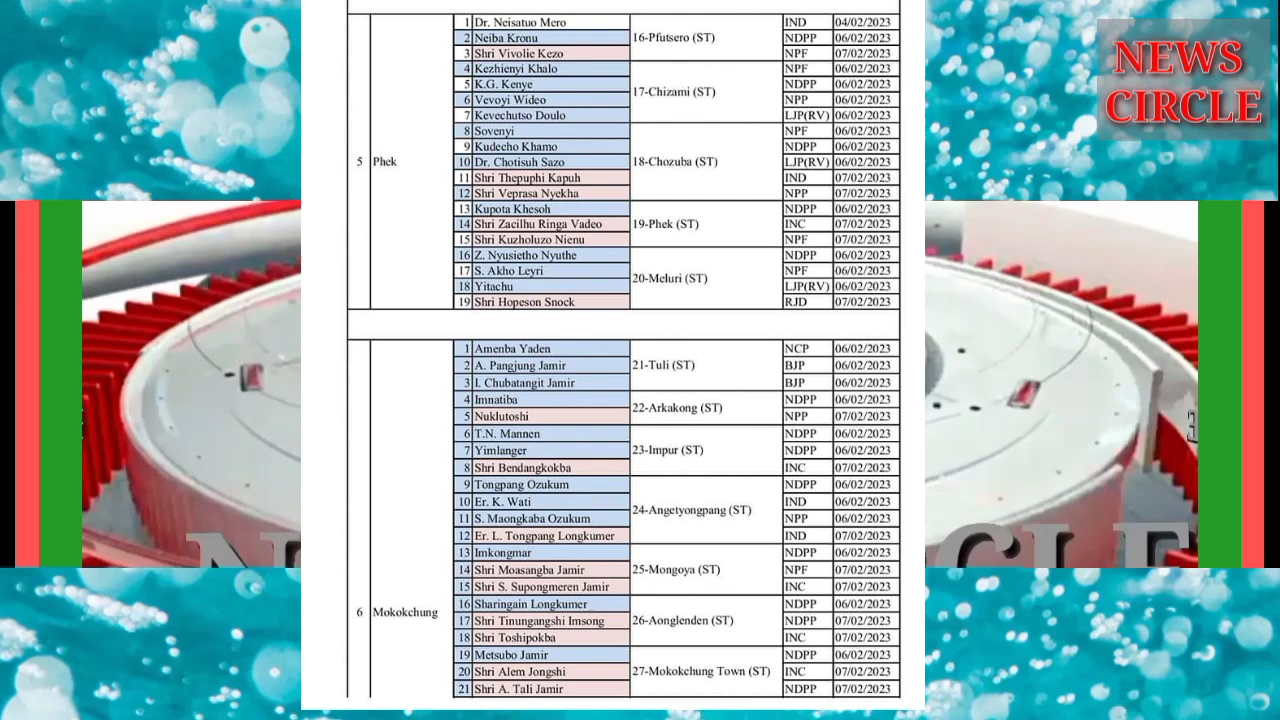 NEWS
CIRCLE
5 Phek
1 Dr. Neisatuo Mero 16-Pfutsero (ST) IND 04/02/2023
2 Neiba Kronu NDPP 06/02/2023
3 Shri Vivolie Kezo NPF 07/02/2023
4 Kezhienyi Khalo 17-Chizami (ST) NPF 06/02/2023
5 K.G. Kenye NDPP 06/02/2023
6 Vevoyi Wideo NPP 06/02/2023
7 Kevechutso Doulo LJP(RV) 06/02/2023
8 Sovenyi 18-Chozuba (ST) NPF 06/02/2023
9 Kudecho Khamo NDPP 06/02/2023
10 Dr. Chotisuh Sazo LJP(RV) 06/02/2023
11 Shri Thepuphi Kapuh IND 07/02/2023
12 Shri Veprasa Nyekha NPP 07/02/2023
13 Kupota Khesoh 19-Phek (ST) NDPP 06/02/2023
14 Shri Zacilhu Ringa Vadeo INC 07/02/2023
15 Shri Kuzholuzo Nienu NPF 07/02/2023
16 Z. Nyusietho Nyuthe 20-Meluri (ST) NDPP 06/02/2023
17 S. Akho Leyri NPF 06/02/2023
18 Yitachu LJP(RV) 06/02/2023
19 Shri Hopeson Snock RJD 07/02/2023
6 Mokokchung
1 Amenba Yaden 21-Tuli (ST) NCP 06/02/2023
2 A. Pangjung Jamir BJP 06/02/2023
3 I. Chubatangit Jamir BJP 06/02/2023
4 Imnatiba 22-Arkakong (ST) NDPP 06/02/2023
5 Nuklutoshi NPP 07/02/2023
6 T.N. Mannen 23-Impur (ST) NDPP 06/02/2023
7 Yimlanger NDPP 06/02/2023
8 Shri Bendangkokba INC 07/02/2023
9 Tongpang Ozukum 24-Angetyongpang (ST) NDPP 06/02/2023
10 Er. K. Wati IND 06/02/2023
11 S. Maongkaba Ozukum NPP 06/02/2023
12 Er. L. Tongpang Longkumer IND 07/02/2023
13 Imkongmar 25-Mongoya (ST) NDPP 06/02/2023
14 Shri Moasangba Jamir NPF 07/02/2023
15 Shri S. Supongmeren Jamir INC 07/02/2023
16 Sharingain Longkumer 26-Aonglenden (ST) NDPP 06/02/2023
17 Shri Tinungangshi Imsong NDPP 07/02/2023
18 Shri Toshipokba INC 07/02/2023
19 Metsubo Jamir 27-Mokokchung Town (ST) NDPP 06/02/2023
20 Shri Alem Jongshi INC 07/02/2023
21 Shri A. Tali Jamir NDPP 07/02/2023